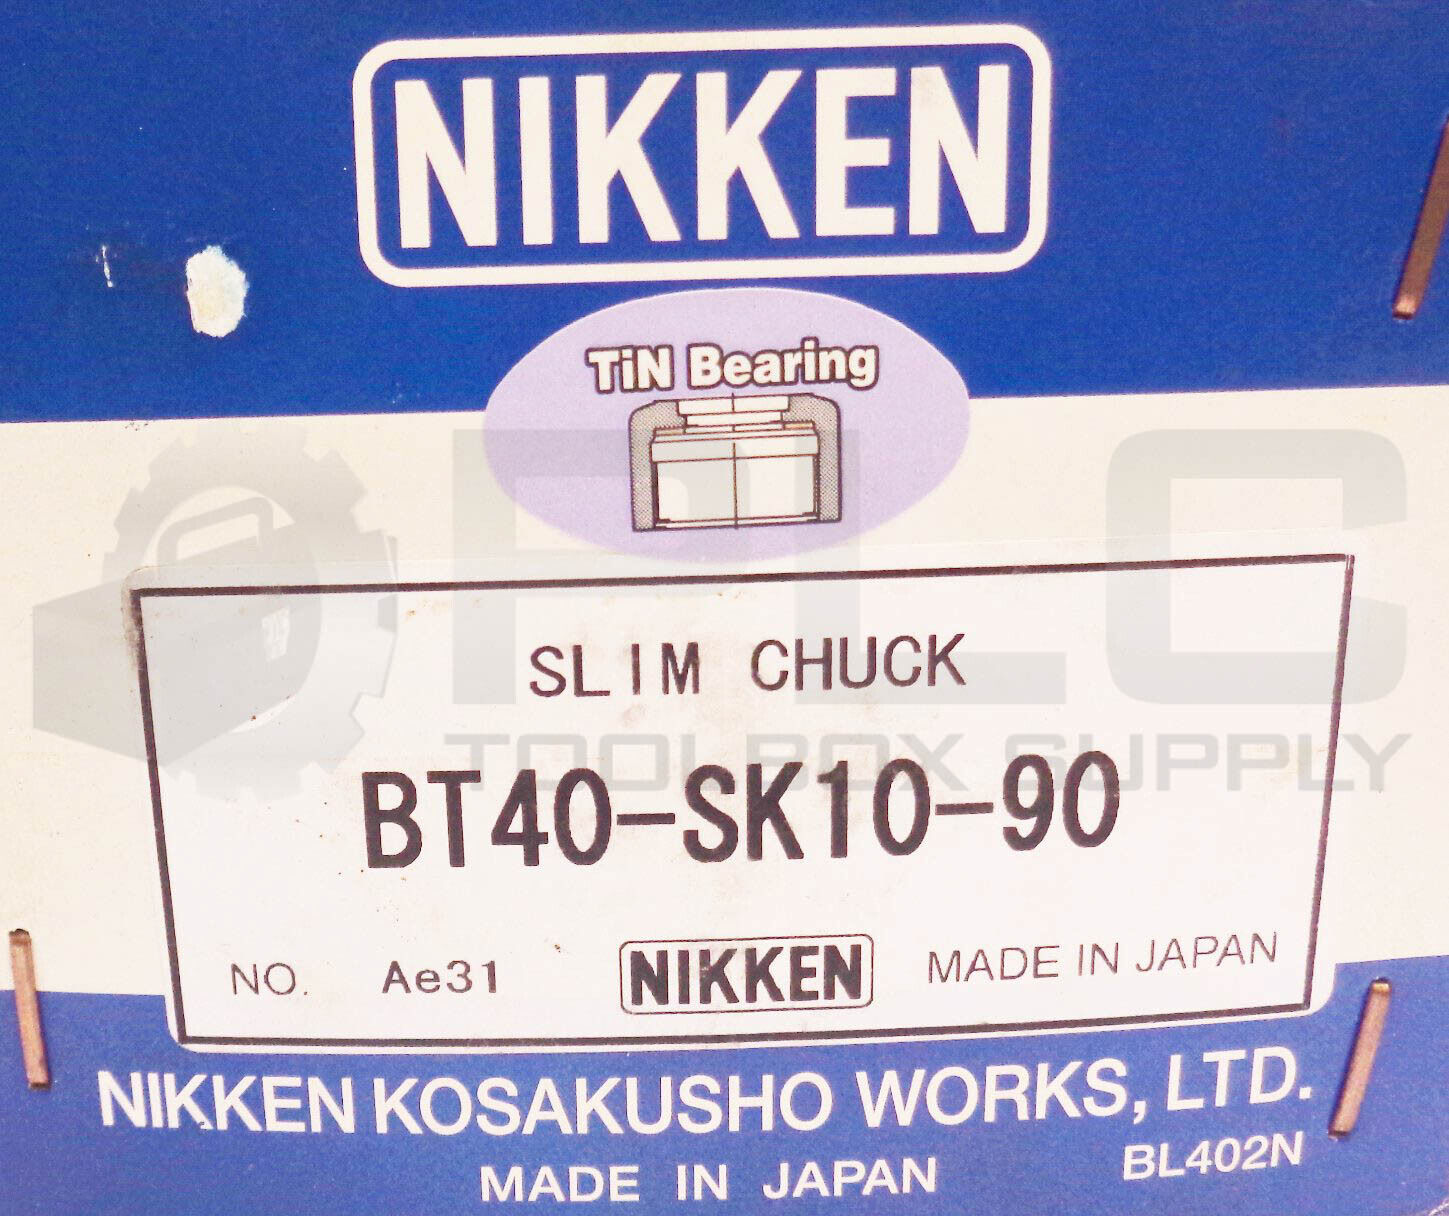 NIKKEN
TiN Bearing
PLC
TOOLBOX SUPPLY
SLIM CHUCK
BT40-SK10-90
NO. Ae31 NIKKEN MADE IN JAPAN
NIKKEN KOSAKUSHO WORKS, LTD.
MADE IN JAPAN BL402N